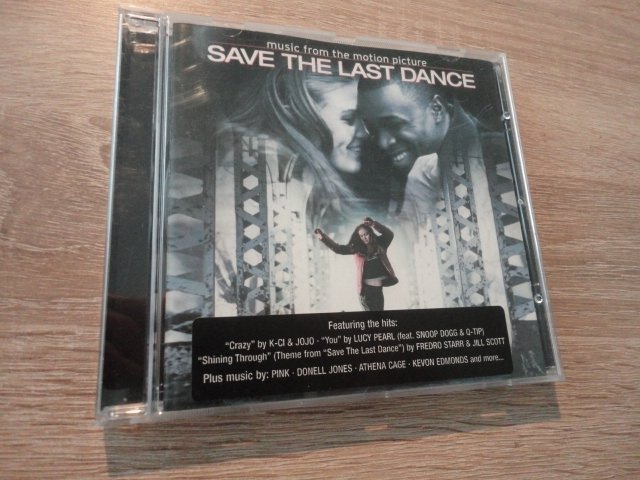 music from the motion picture
SAVE THE LAST DANCE
Featuring the hits:
"Crazy" by K-CI & JOJO · "You" by LUCY PEARL (feat. SNOOP DOGG & Q-TIP)
"Shining Through" (Theme from "Save The Last Dance") by FREDRO STARR & JILL SCOTT
Plus music by: PINK · DONELL JONES · ATHENA CAGE · KEVON EDMONDS and more...